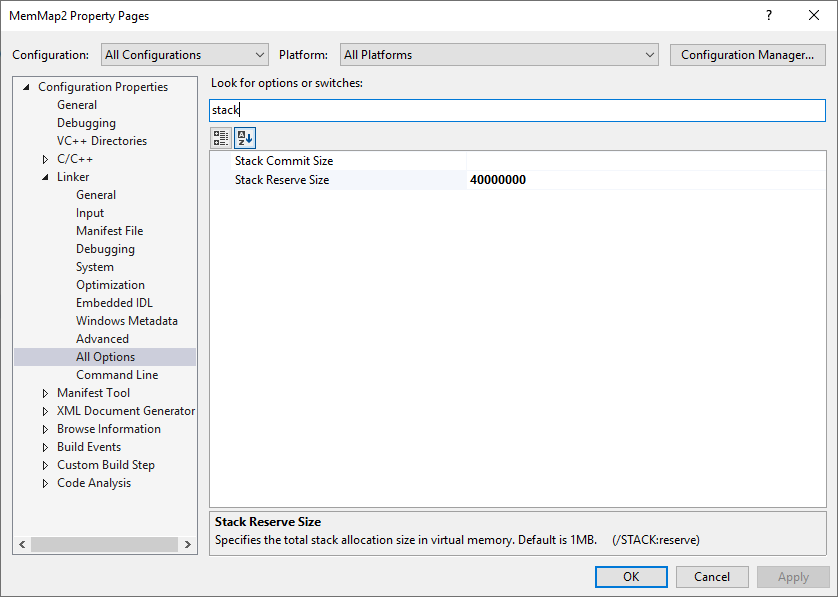 MemMap2 Property Pages
Configuration: All Configurations Platform: All Platforms Configuration Manager...
Configuration Properties
General
Debugging
VC++ Directories
C/C++
Linker
General
Input
Manifest File
Debugging
System
Optimization
Embedded IDL
Windows Metadata
Advanced
All Options
Command Line
Manifest Tool
XML Document Generator
Browse Information
Build Events
Custom Build Step
Code Analysis
Look for options or switches:
stack
Stack Commit Size
Stack Reserve Size 40000000
Stack Reserve Size
Specifies the total stack allocation size in virtual memory. Default is 1MB. (/STACK:reserve)
OK Cancel Apply